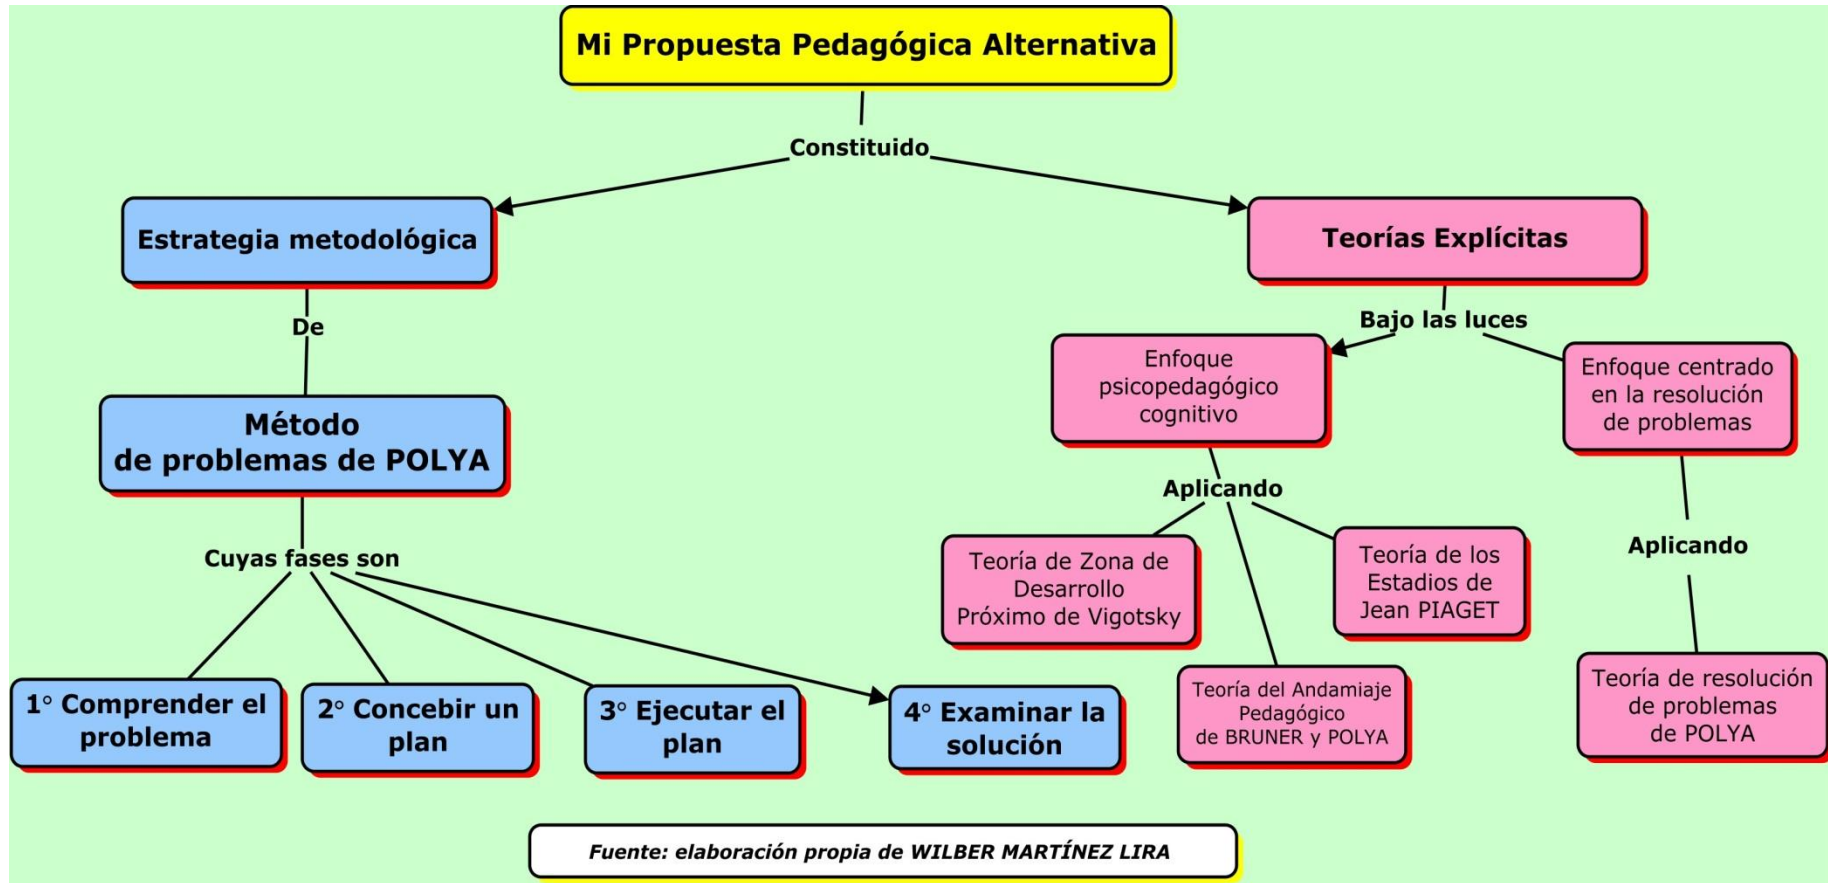 Mi Propuesta Pedagógica Alternativa
Constituido
Estrategia metodológica
Teorías Explícitas
De
Bajo las luces
Método
de problemas de POLYA
Enfoque
psicopedagógico
cognitivo
Enfoque centrado
en la resolución
de problemas
Cuyas fases son
Aplicando
Aplicando
Teoría de Zona de
Desarrollo
Próximo de Vigotsky
Teoría de los
Estadios de
Jean PIAGET
1° Comprender el
problema
2° Concebir un
plan
3° Ejecutar el
plan
4° Examinar la
solución
Teoría del Andamiaje
Pedagógico
de BRUNER y POLYA
Teoría de resolución
de problemas
de POLYA
Fuente: elaboración propia de WILBER MARTÍNEZ LIRA